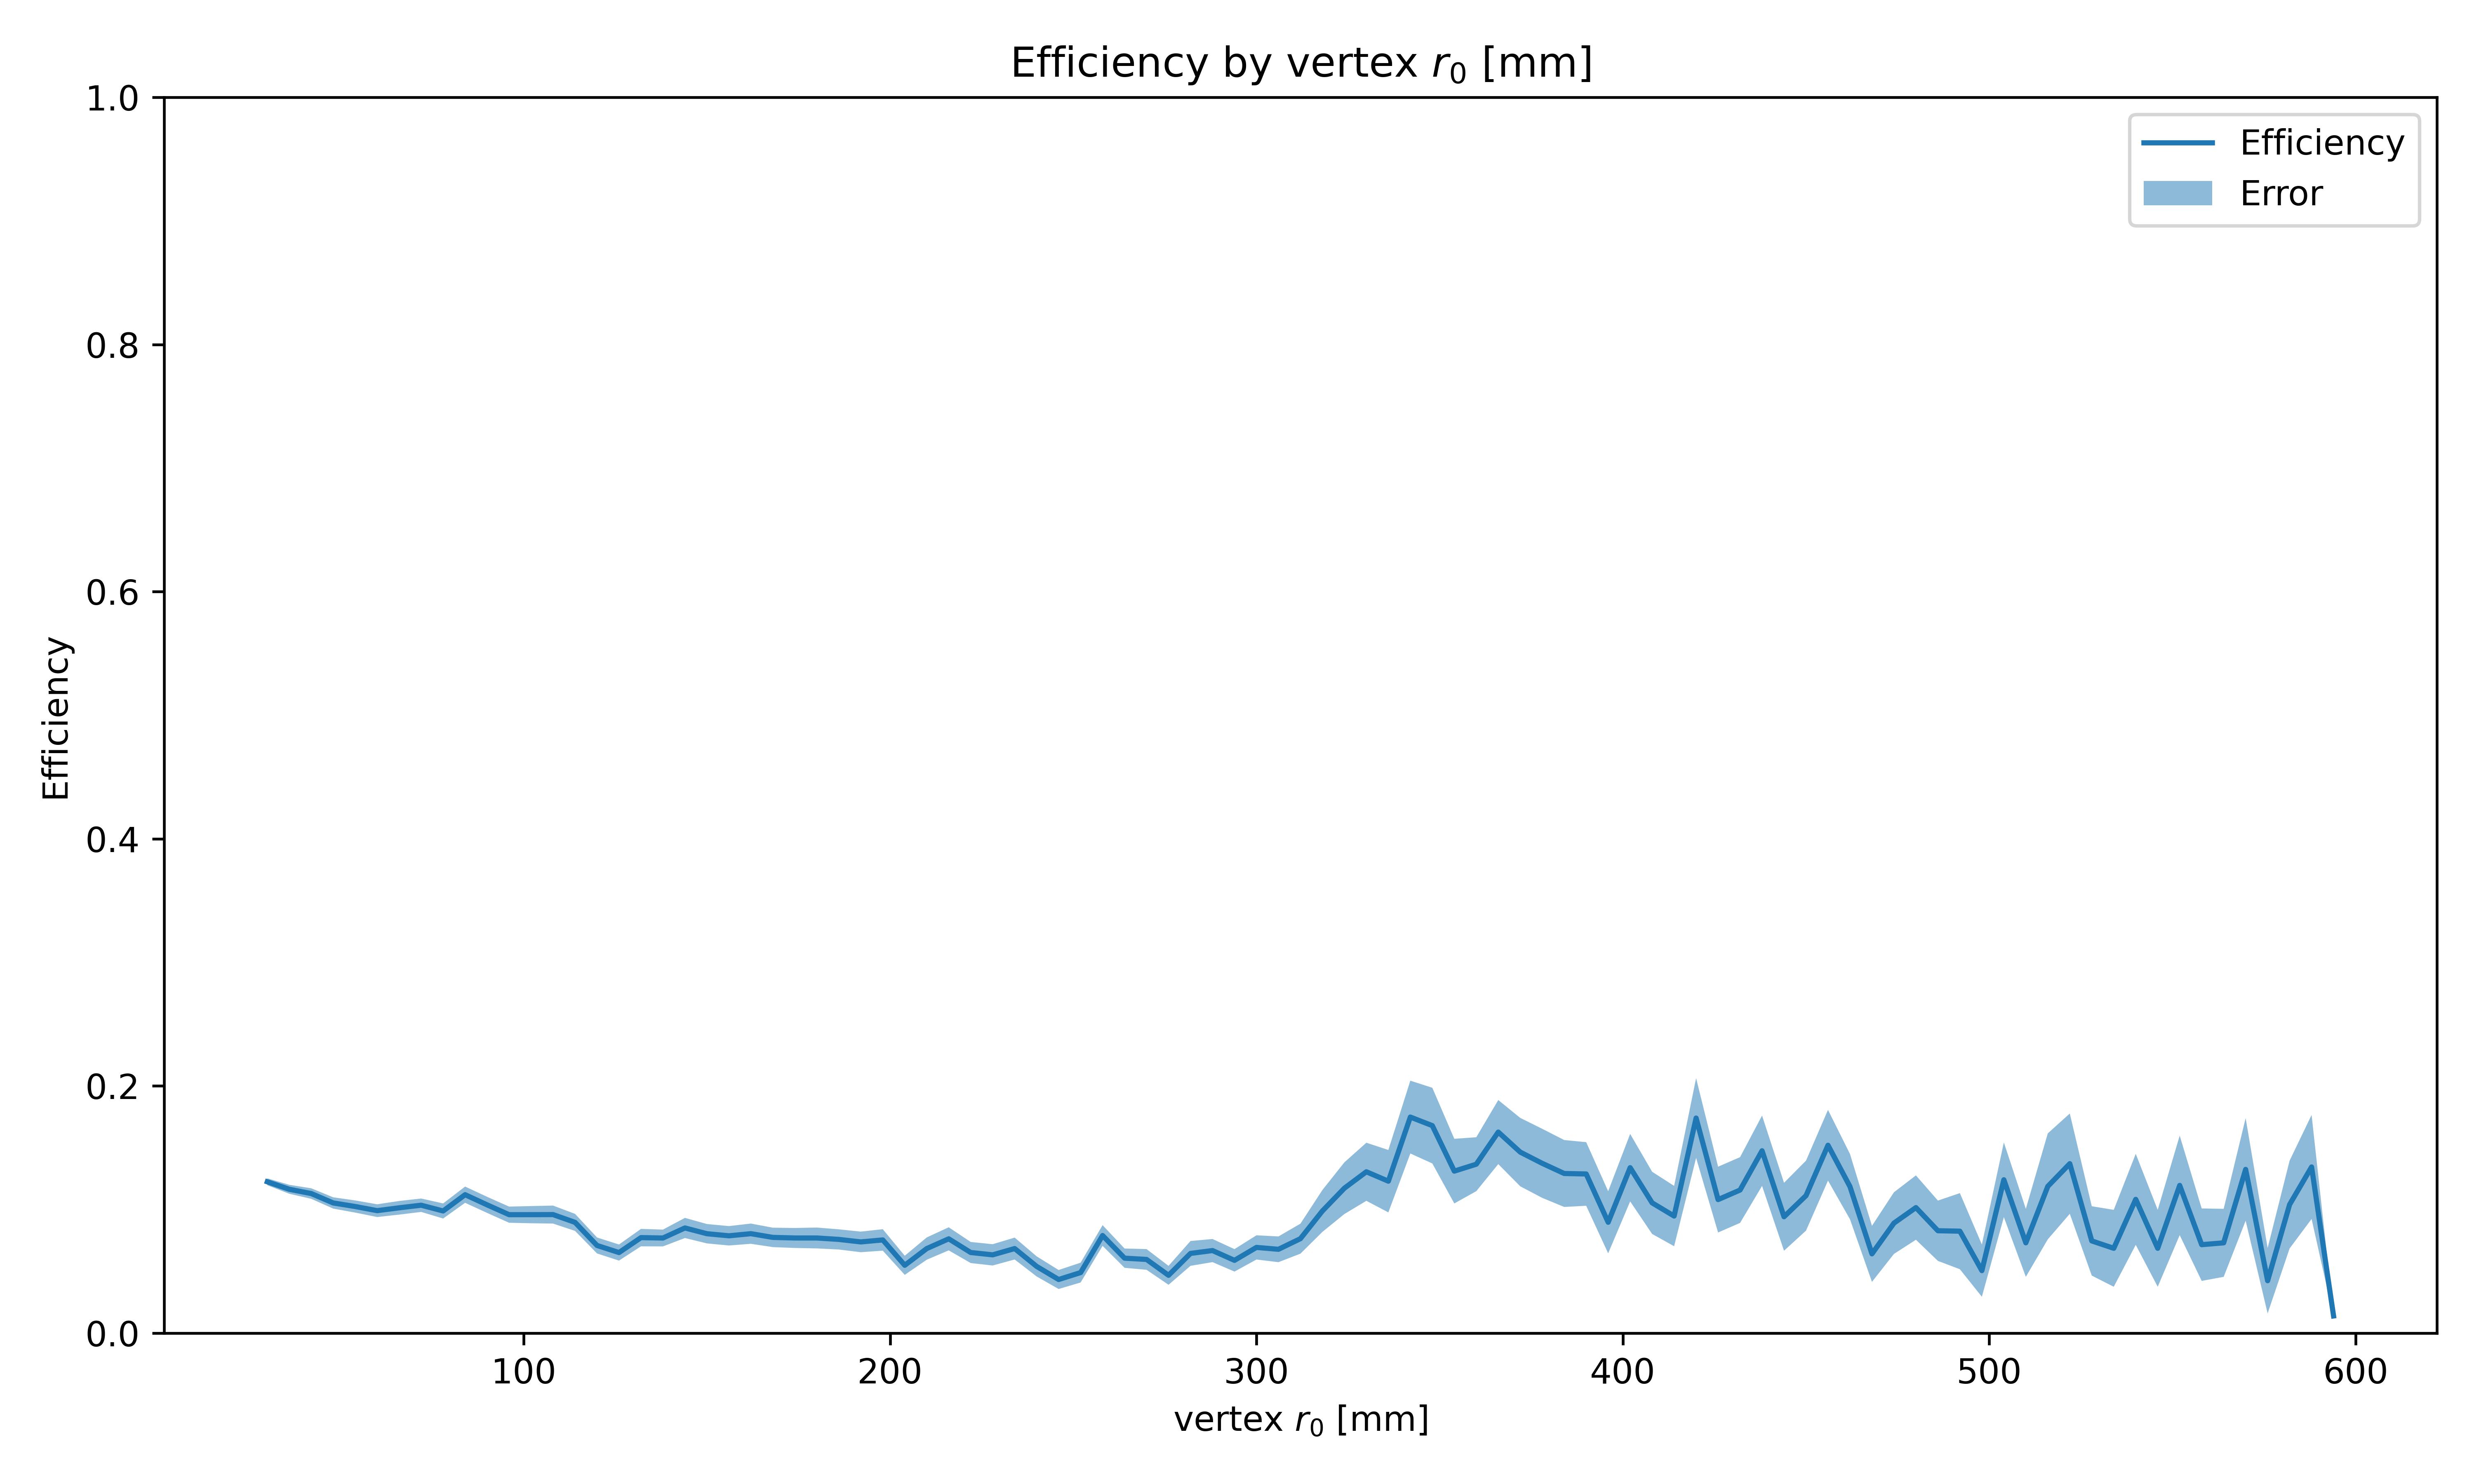 Efficiency by vertex r₀ [mm]
1.0
0.8
0.6
0.4
0.2
0.0
Efficiency
Efficiency
Error
100 200 300 400 500 600
vertex r₀ [mm]